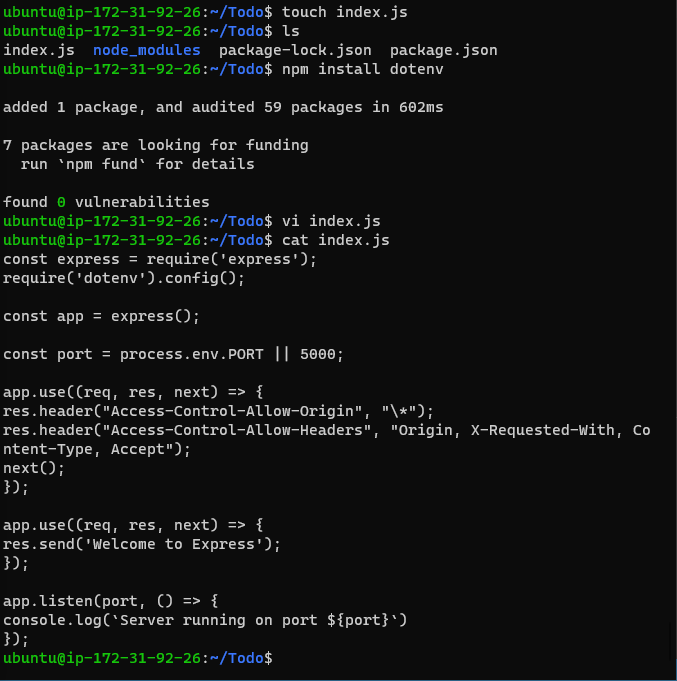 ubuntu@ip-172-31-92-26:~/Todo$ touch index.js
ubuntu@ip-172-31-92-26:~/Todo$ ls
index.js  node_modules  package-lock.json  package.json
ubuntu@ip-172-31-92-26:~/Todo$ npm install dotenv

added 1 package, and audited 59 packages in 602ms

7 packages are looking for funding
  run `npm fund` for details

found 0 vulnerabilities
ubuntu@ip-172-31-92-26:~/Todo$ vi index.js
ubuntu@ip-172-31-92-26:~/Todo$ cat index.js
const express = require('express');
require('dotenv').config();

const app = express();

const port = process.env.PORT || 5000;

app.use((req, res, next) => {
res.header("Access-Control-Allow-Origin", "\*");
res.header("Access-Control-Allow-Headers", "Origin, X-Requested-With, Co
ntent-Type, Accept");
next();
});

app.use((req, res, next) => {
res.send('Welcome to Express');
});

app.listen(port, () => {
console.log(`Server running on port ${port}`)
});
ubuntu@ip-172-31-92-26:~/Todo$